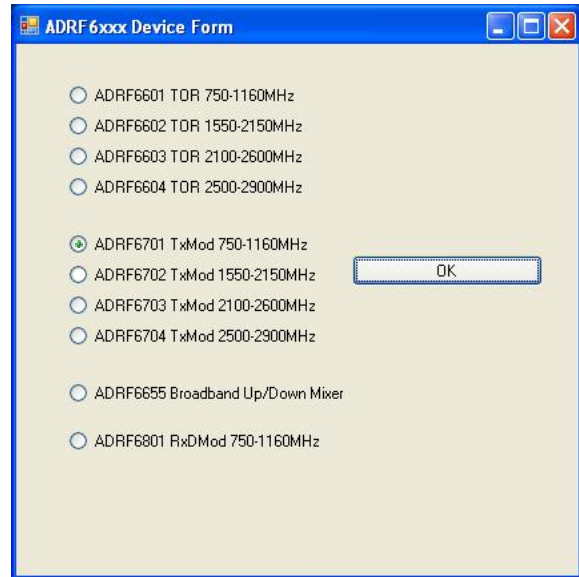 ADRF6xxx Device Form
ADRF6601 TOR 750-1160MHz
ADRF6602 TOR 1550-2150MHz
ADRF6603 TOR 2100-2600MHz
ADRF6604 TOR 2500-2900MHz
ADRF6701 TxMod 750-1160MHz
ADRF6702 TxMod 1550-2150MHz
OK
ADRF6703 TxMod 2100-2600MHz
ADRF6704 TxMod 2500-2900MHz
ADRF6655 Broadband Up/Down Mixer
ADRF6801 RxDMod 750-1160MHz